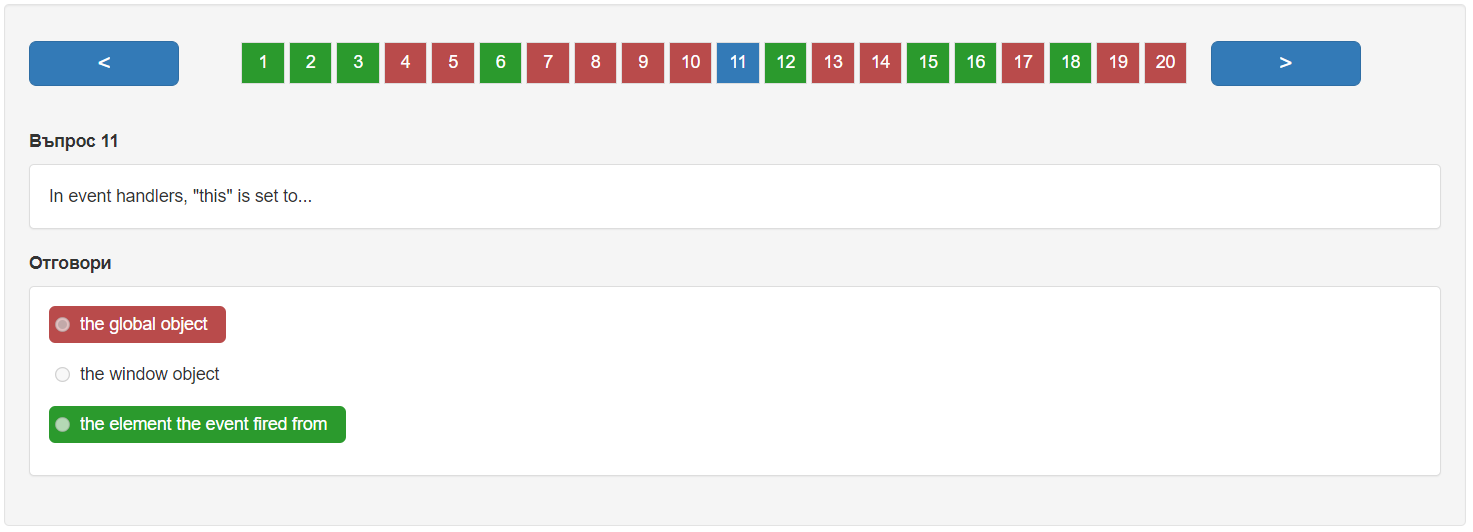 < 1 2 3 4 5 6 7 8 9 10 11 12 13 14 15 16 17 18 19 20 >
Въпрос 11
In event handlers, "this" is set to...
Отговори
the global object
the window object
the element the event fired from